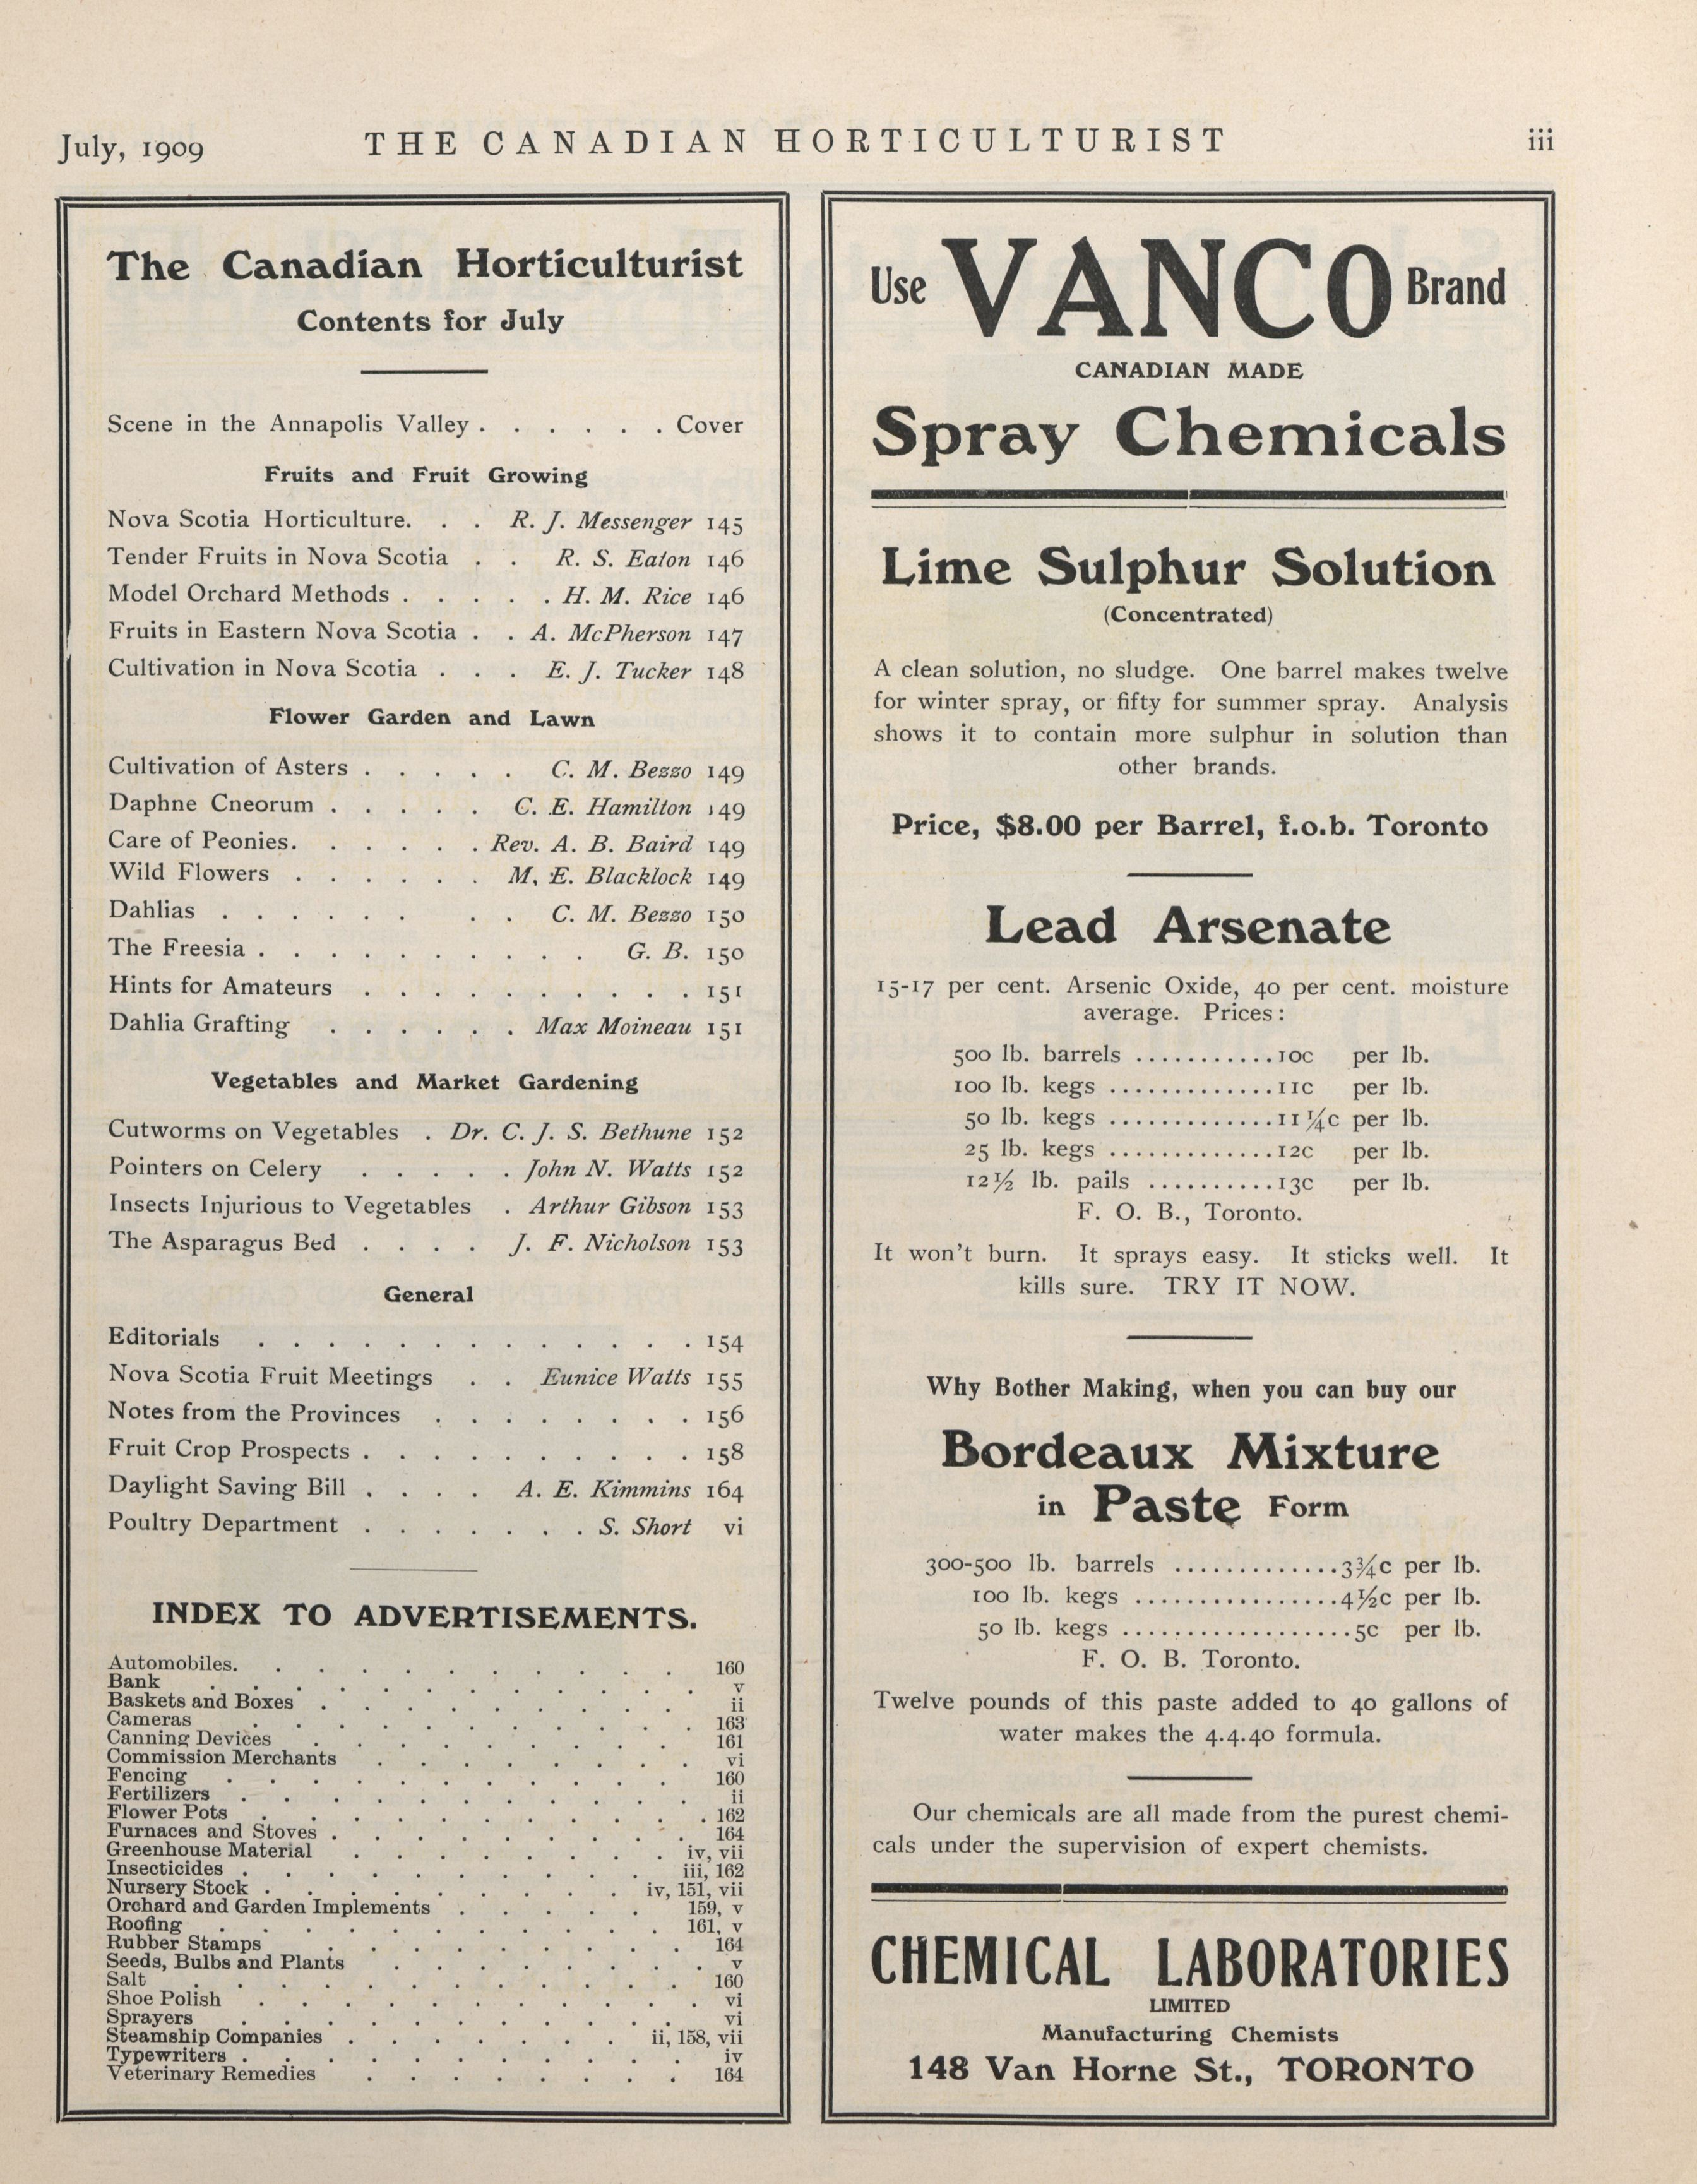 July, 1909
THE CANADIAN HORTICULTURIST
iii
The Canadian Horticulturist
Contents for July
Scene in the Annapolis Valley . . . . . . Cover
Fruits and Fruit Growing
Nova Scotia Horticulture. . . R. J. Messenger 145
Tender Fruits in Nova Scotia . . R. S. Eaton 146
Model Orchard Methods . . . . . H. M. Rice 146
Fruits in Eastern Nova Scotia . . A. McPherson 147
Cultivation in Nova Scotia . . . E. J. Tucker 148
Flower Garden and Lawn
Cultivation of Asters . . . . . C. M. Bezzo 149
Daphne Cneorum . . . . . C. E. Hamilton 149
Care of Peonies. . . . . . Rev. A. B. Baird 149
Wild Flowers . . . . . . M. E. Blacklock 149
Dahlias . . . . . . . . C. M. Bezzo 150
The Freesia . . . . . . . . . . G. B. 150
Hints for Amateurs . . . . . . . . . . 151
Dahlia Grafting . . . . . . Max Moineau 151
Vegetables and Market Gardening
Cutworms on Vegetables . Dr. C. J. S. Bethune 152
Pointers on Celery . . . . . John N. Watts 152
Insects Injurious to Vegetables . Arthur Gibson 153
The Asparagus Bed . . . . J. F. Nicholson 153
General
Editorials . . . . . . . . . . . . . 154
Nova Scotia Fruit Meetings . . Eunice Watts 155
Notes from the Provinces . . . . . . . . 156
Fruit Crop Prospects . . . . . . . . . . 158
Daylight Saving Bill . . . . A. E. Kimmins 164
Poultry Department . . . . . . . S. Short vi
INDEX TO ADVERTISEMENTS.
Automobiles. . . . . . . . . . . 160
Bank . . . . . . . . . . . . v
Baskets and Boxes . . . . . . . . . . ii
Cameras . . . . . . . . . . . 163
Canning Devices . . . . . . . . . 161
Commission Merchants . . . . . . . . vi
Fencing . . . . . . . . . . . 160
Fertilizers . . . . . . . . . . . ii
Flower Pots . . . . . . . . . . . 162
Furnaces and Stoves . . . . . . . . . 164
Greenhouse Material . . . . . . . . iv, vii
Insecticides . . . . . . . . . . iii, 162
Nursery Stock . . . . . . . . . iv, 151, vii
Orchard and Garden Implements . . . . . 159, v
Roofing . . . . . . . . . . . 161, v
Rubber Stamps . . . . . . . . . 164
Seeds, Bulbs and Plants . . . . . . . . v
Salt . . . . . . . . . . . . 160
Shoe Polish . . . . . . . . . . . vi
Sprayers . . . . . . . . . . . vi
Steamship Companies . . . . . . . ii, 158, vii
Typewriters . . . . . . . . . . . iv
Veterinary Remedies . . . . . . . . 164
Use VANCO Brand
CANADIAN MADE
Spray Chemicals
Lime Sulphur Solution
(Concentrated)
A clean solution, no sludge. One barrel makes twelve
for winter spray, or fifty for summer spray. Analysis
shows it to contain more sulphur in solution than
other brands.
Price, $8.00 per Barrel, f.o.b. Toronto
Lead Arsenate
15-17 per cent. Arsenic Oxide, 40 per cent. moisture
average. Prices:
500 lb. barrels ...........10c per lb.
100 lb. kegs .............11c per lb.
50 lb. kegs .............11¼c per lb.
25 lb. kegs .............12c per lb.
12½ lb. pails ..........13c per lb.
F. O. B., Toronto.
It won't burn. It sprays easy. It sticks well. It
kills sure. TRY IT NOW.
Why Bother Making, when you can buy our
Bordeaux Mixture
in Paste Form
300-500 lb. barrels .............3¾c per lb.
100 lb. kegs ................4½c per lb.
50 lb. kegs ..................5c per lb.
F. O. B. Toronto.
Twelve pounds of this paste added to 40 gallons of
water makes the 4.4.40 formula.
Our chemicals are all made from the purest chemi-
cals under the supervision of expert chemists.
CHEMICAL LABORATORIES
LIMITED
Manufacturing Chemists
148 Van Horne St., TORONTO